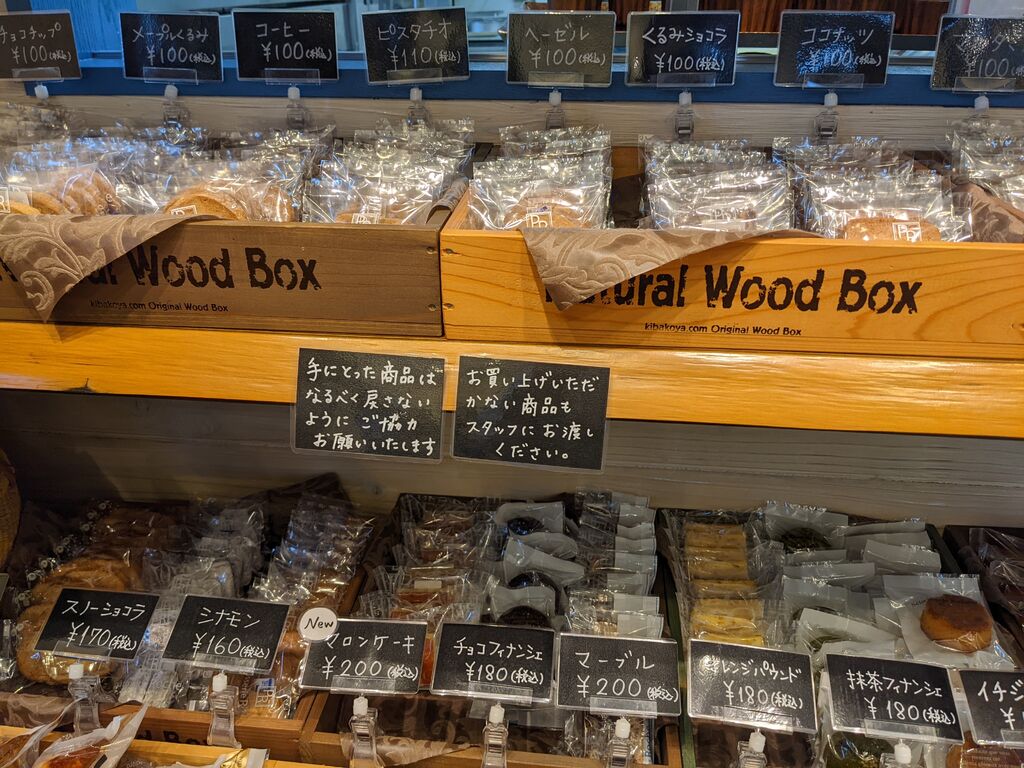 チョコチップ
¥100(税込)
メープルくるみ
¥100(税込)
コーヒー
¥100(税込)
ピスタチオ
¥110(税込)
ヘーゼル
¥100(税込)
くるみショコラ
¥100(税込)
ココナッツ
¥100(税込)
¥100(税込)
Wood Box
kibakoya.com Original Wood Box
Natural Wood Box
kibakoya.com Original Wood Box
手にとった商品は
なるべく戻さない
ように ご協力
お願いいたします
お買い上げいただ
かない商品も
スタッフにお渡し
ください。
スノーショコラ
¥170(税込)
シナモン
¥160(税込)
New
マロンケーキ
¥200(税込)
チョコフィナンシェ
¥180(税込)
マーブル
¥200(税込)
オレンジパウンド
¥180(税込)
抹茶フィナンシェ
¥180(税込)
イチジ